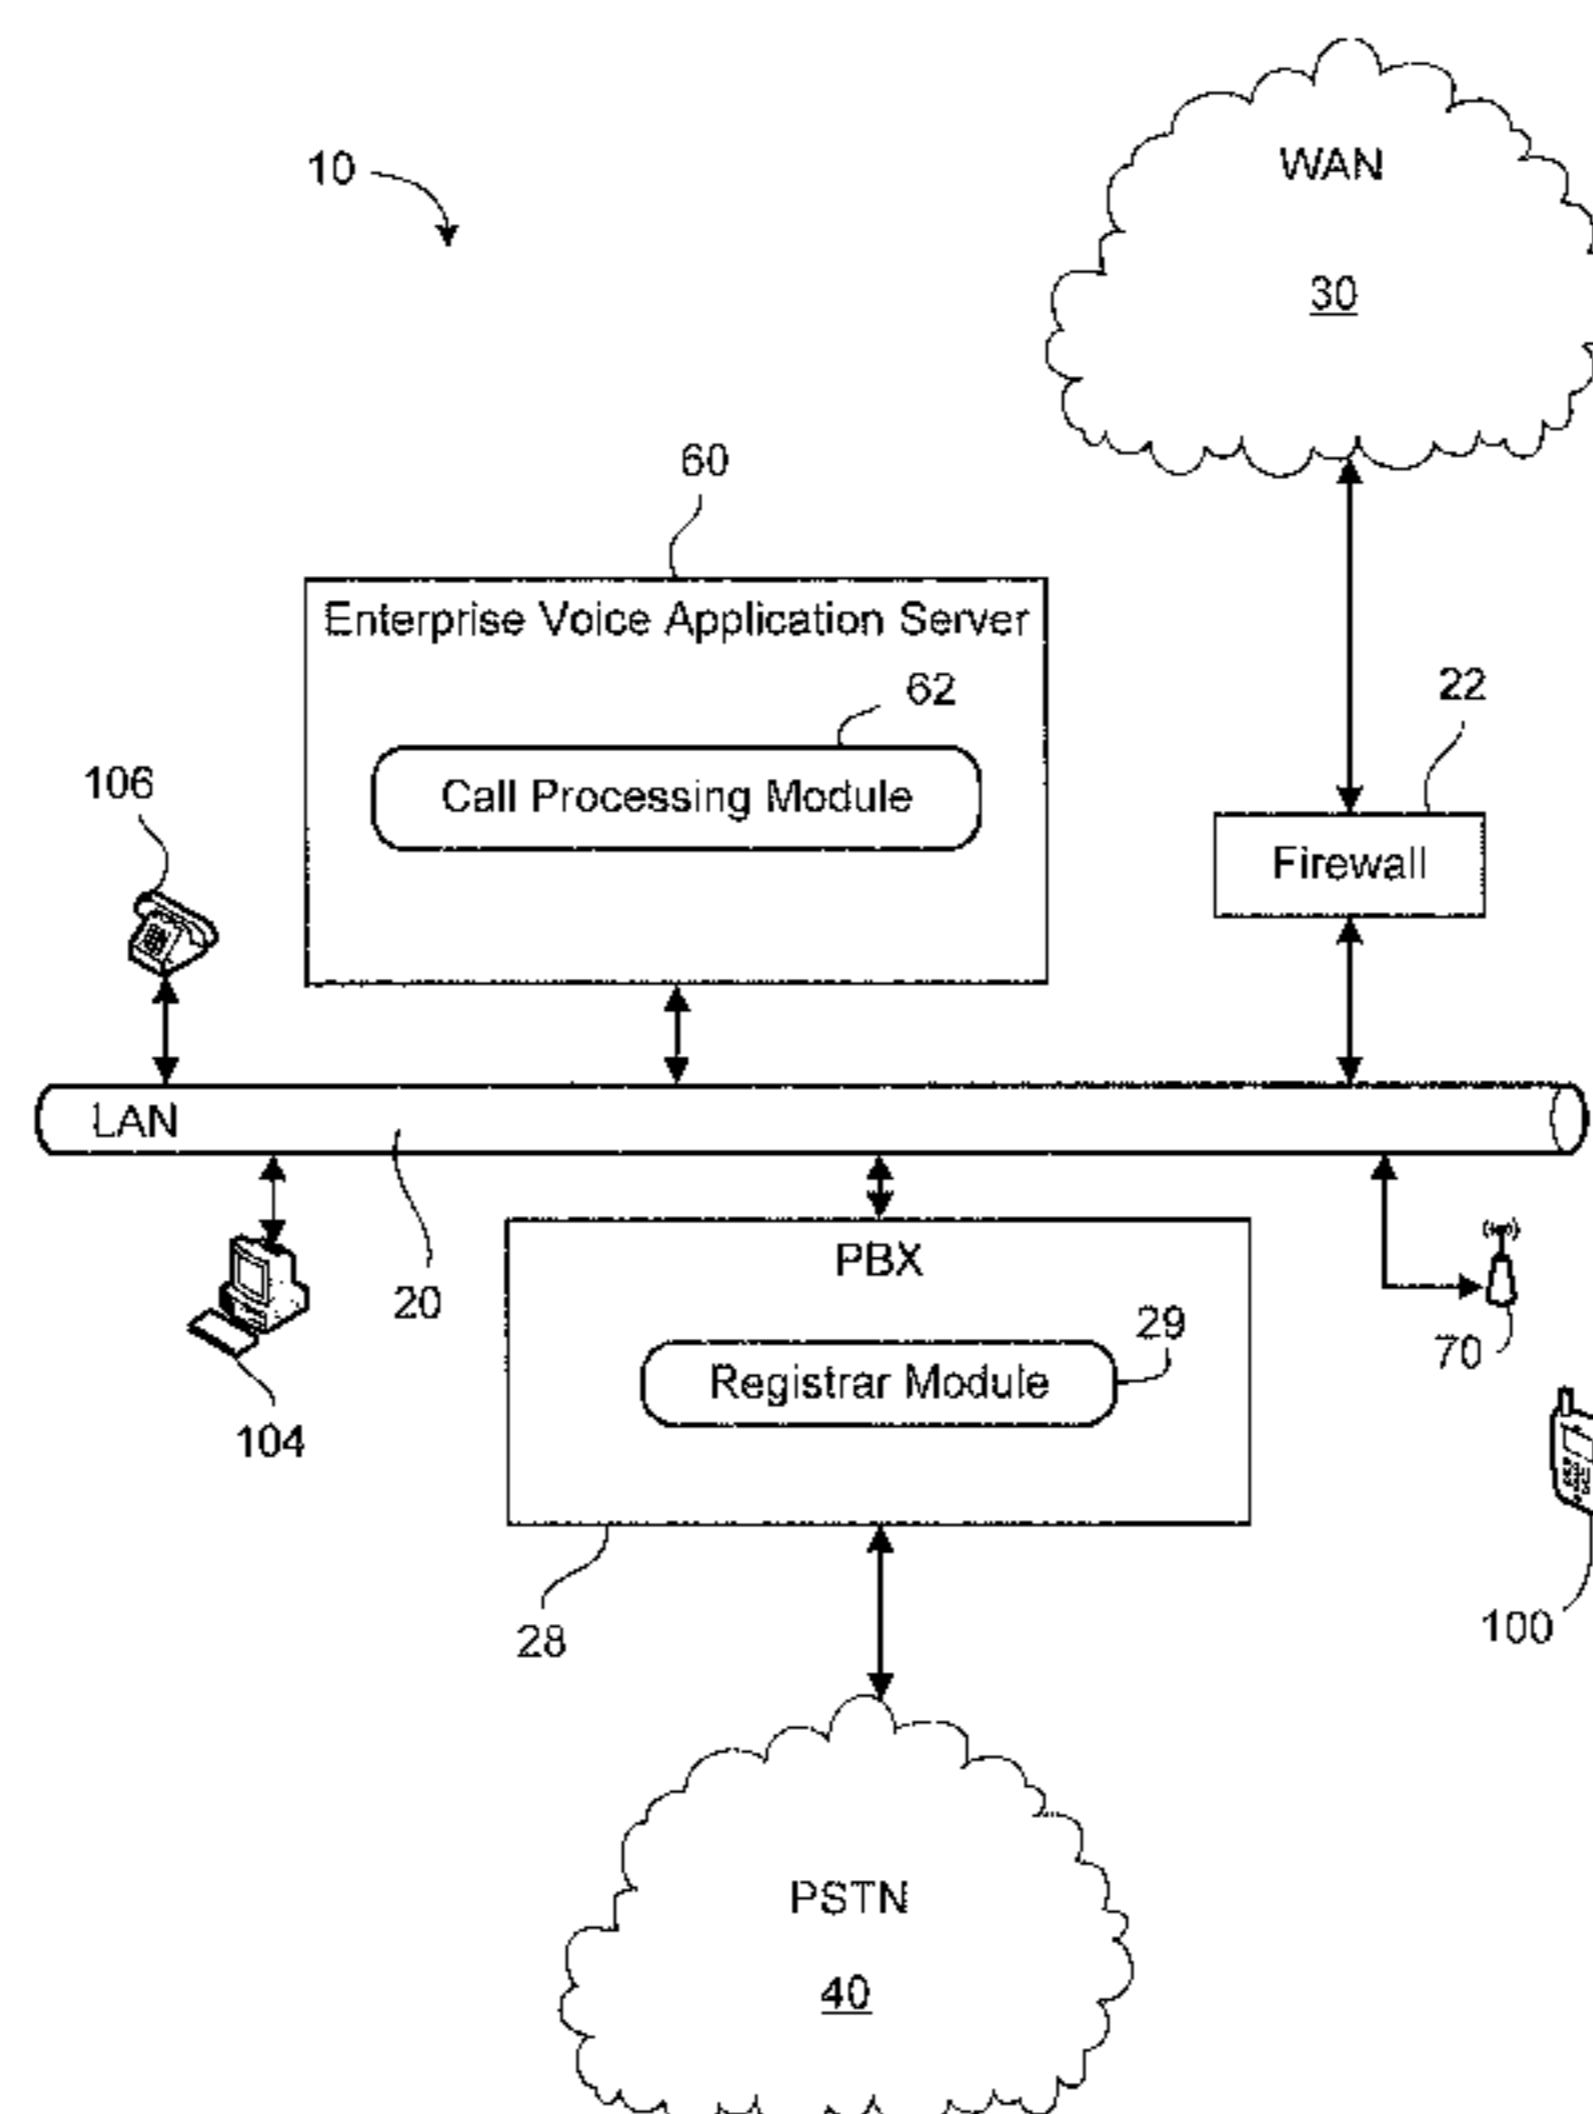 WAN
10
30
60
Enterprise Voice Application Server
62
22
106
Call Processing Module
Firewall
LAN
PBX
20
29
70
Registrar Module
104
100
28
PSTN
40